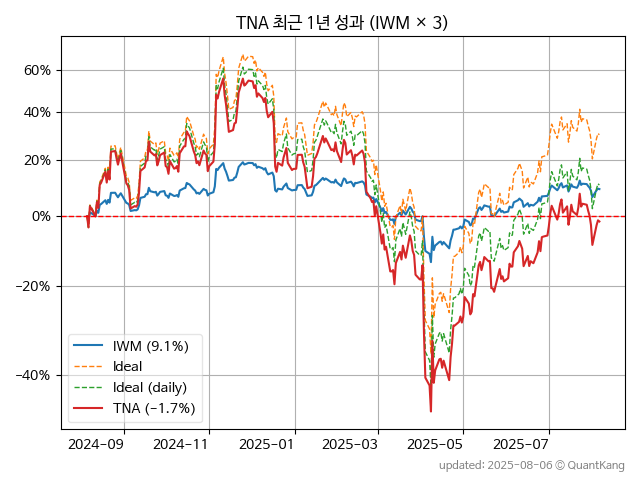 TNA 최근 1년 성과 (IWM × 3)
60%
40%
20%
0%
−20%
−40%
IWM (9.1%)
Ideal
Ideal (daily)
TNA (−1.7%)
2024-09
2024-11
2025-01
2025-03
2025-05
2025-07
updated: 2025-08-06 © QuantKang